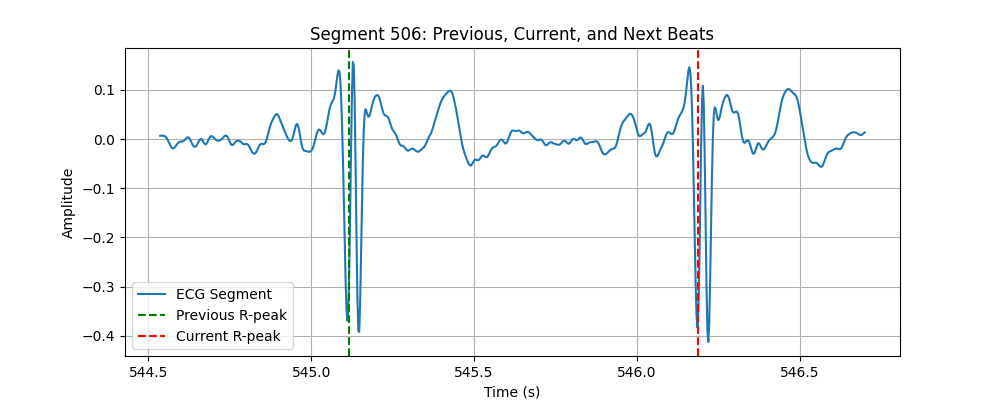 Segment 506: Previous, Current, and Next Beats
Amplitude
0.1
0.0
−0.1
−0.2
−0.3
−0.4
ECG Segment
Previous R-peak
Current R-peak
544.5 545.0 545.5 546.0 546.5
Time (s)